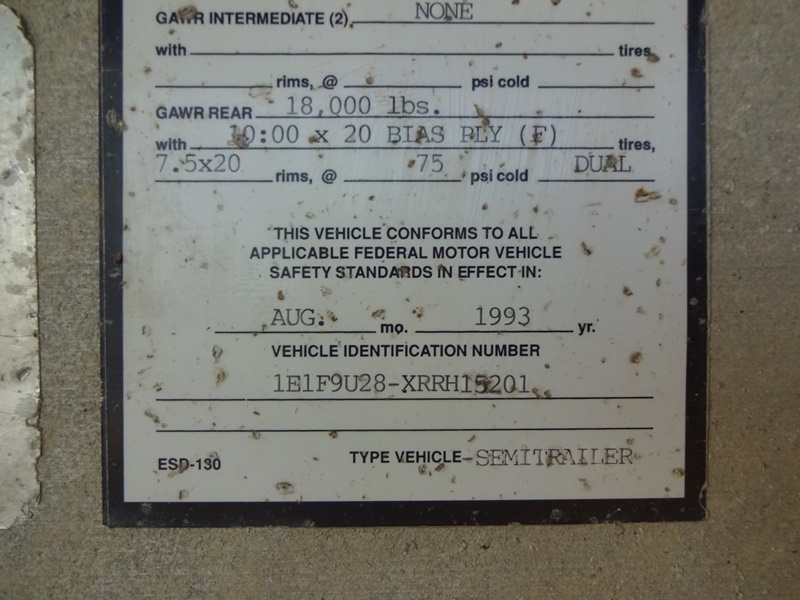 GAWR INTERMEDIATE (2) NONE
with tires,
rims, @ psi cold
GAWR REAR 18,000 lbs.
with 10:00 x 20 BIAS PLY (F) tires,
7.5x20 rims, @ 75 psi cold DUAL
THIS VEHICLE CONFORMS TO ALL
APPLICABLE FEDERAL MOTOR VEHICLE
SAFETY STANDARDS IN EFFECT IN:
AUG. mo. 1993 yr.
VEHICLE IDENTIFICATION NUMBER
1E1F9U28-XRRH15201
ESD-130 TYPE VEHICLE-SEMITRAILER